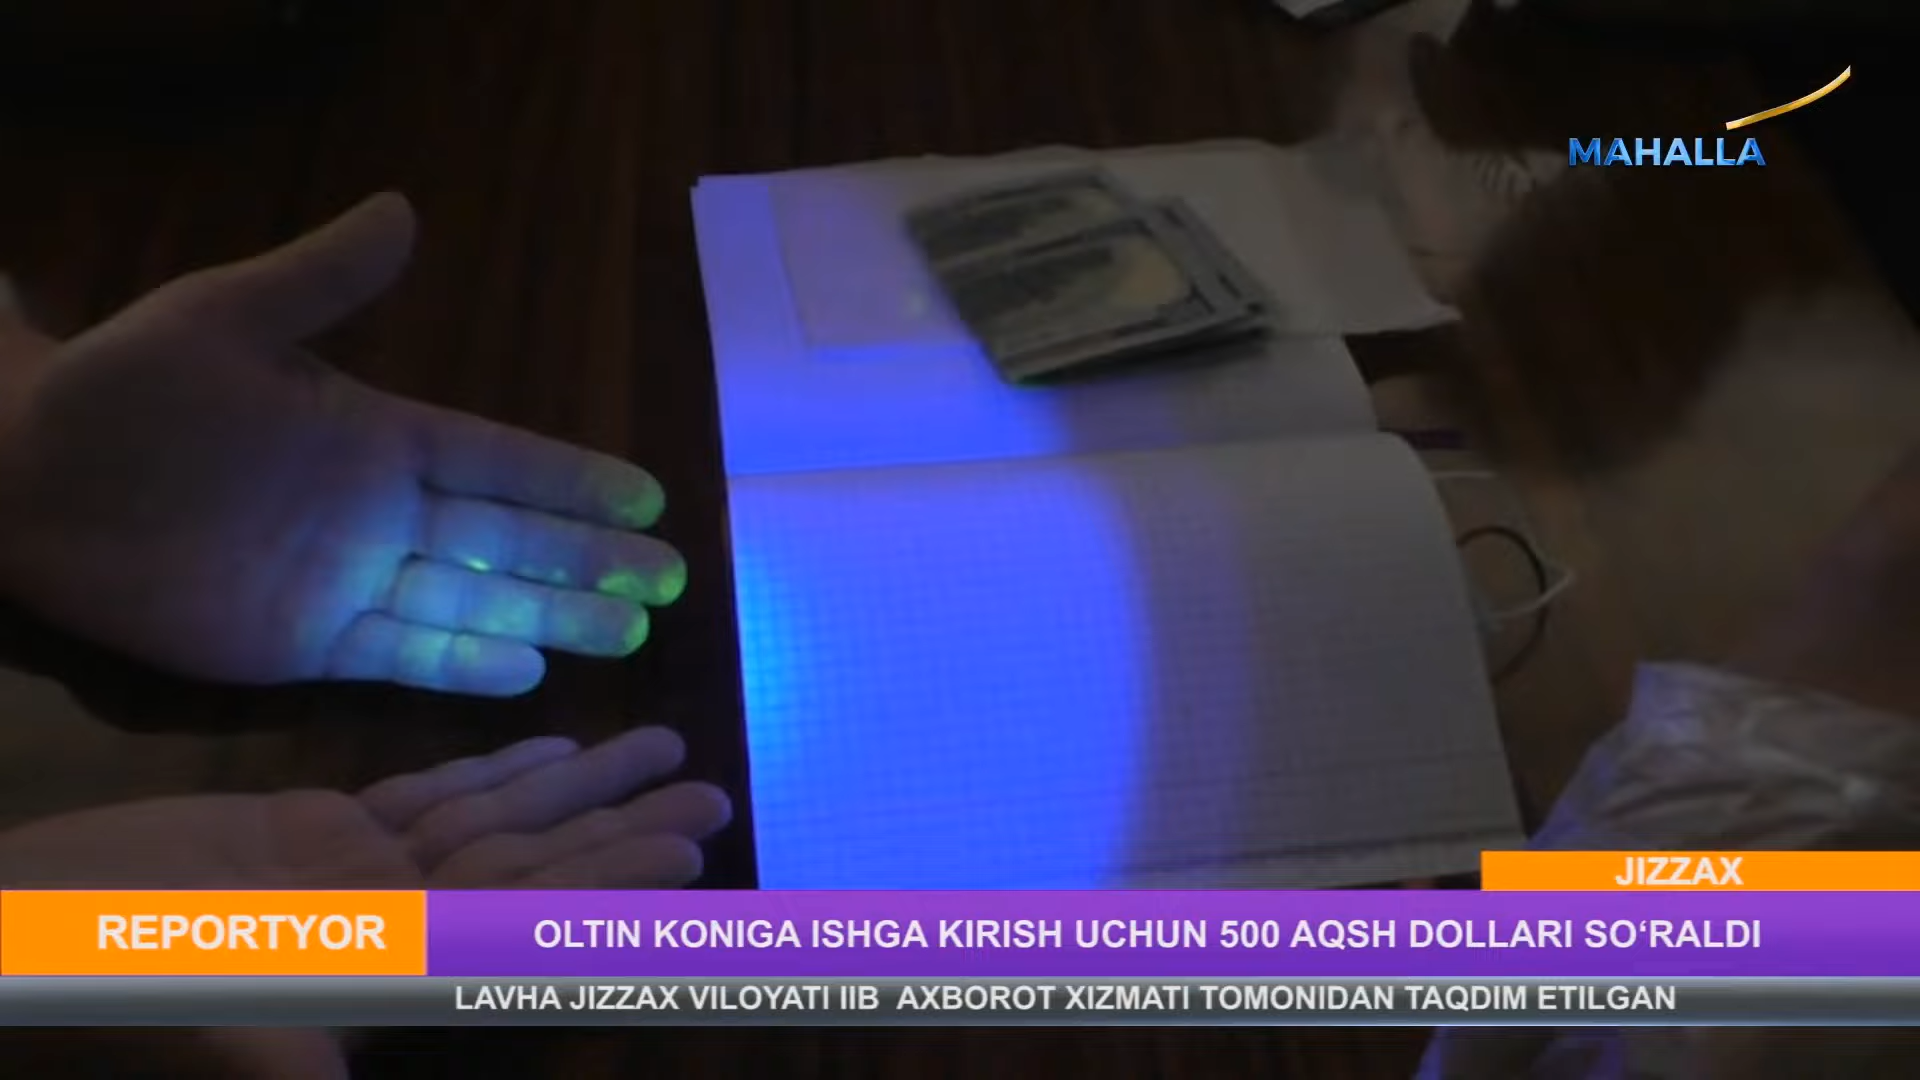 MAHALLA
JIZZAX
REPORTYOR
OLTIN KONIGA ISHGA KIRISH UCHUN 500 AQSH DOLLARI SO‘RALDI
LAVHA JIZZAX VILOYATI IIB AXBOROT XIZMATI TOMONIDAN TAQDIM ETILGAN